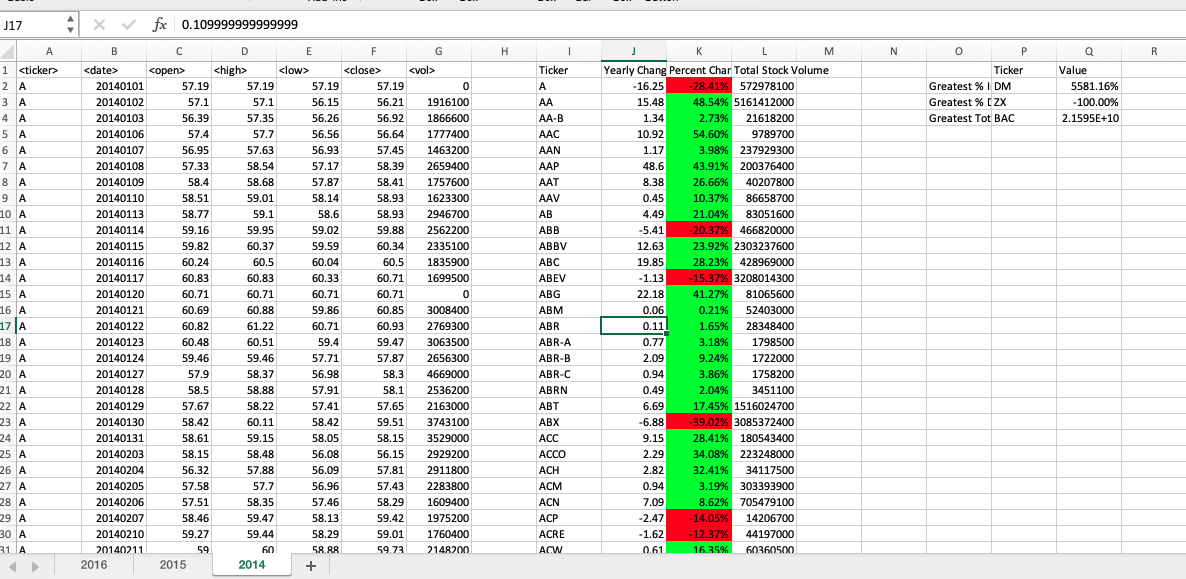 J17 fx 0.109999999999999
A B C D E F G H I J K L M N O P Q R
1 <ticker> <date> <open> <high> <low> <close> <vol> Ticker Yearly Chang Percent Char Total Stock Volume Ticker Value
2 A 20140101 57.19 57.19 57.19 57.19 0 A -16.25 -28.41% 572978100 Greatest % I DM 5581.16%
3 A 20140102 57.1 57.1 56.15 56.21 1916100 AA 15.48 48.54% 5161412000 Greatest % D ZX -100.00%
4 A 20140103 56.39 57.35 56.26 56.92 1866600 AA-B 1.34 2.73% 21618200 Greatest Tot BAC 2.1595E+10
5 A 20140106 57.4 57.7 56.56 56.64 1777400 AAC 10.92 54.60% 9789700
6 A 20140107 56.95 57.63 56.93 57.45 1463200 AAN 1.17 3.98% 237929300
7 A 20140108 57.33 58.54 57.17 58.39 2659400 AAP 48.6 43.91% 200376400
8 A 20140109 58.4 58.68 57.87 58.41 1757600 AAT 8.38 26.66% 40207800
9 A 20140110 58.51 59.01 58.14 58.93 1623300 AAV 0.45 10.37% 86658700
10 A 20140113 58.77 59.1 58.6 58.93 2946700 AB 4.49 21.04% 83051600
11 A 20140114 59.16 59.95 59.02 59.88 2562200 ABB -5.41 -20.37% 466820000
12 A 20140115 59.82 60.37 59.59 60.34 2335100 ABBV 12.63 23.92% 2303237600
13 A 20140116 60.24 60.5 60.04 60.5 1835900 ABC 19.85 28.23% 428969000
14 A 20140117 60.83 60.83 60.33 60.71 1699500 ABEV -1.13 -15.37% 3208014300
15 A 20140120 60.71 60.71 60.71 60.71 0 ABG 22.18 41.27% 81065600
16 A 20140121 60.69 60.88 59.86 60.85 3008400 ABM 0.06 0.21% 52403000
17 A 20140122 60.82 61.22 60.71 60.93 2769300 ABR 0.11 1.65% 28348400
18 A 20140123 60.48 60.51 59.4 59.47 3063500 ABR-A 0.77 3.18% 1798500
19 A 20140124 59.46 59.46 57.71 57.87 2656300 ABR-B 2.09 9.24% 1722000
20 A 20140127 57.9 58.37 56.98 58.3 4669000 ABR-C 0.94 3.86% 1758200
21 A 20140128 58.5 58.88 57.91 58.1 2536200 ABRN 0.49 2.04% 3451100
22 A 20140129 57.67 58.22 57.41 57.65 2163000 ABT 6.69 17.45% 1516024700
23 A 20140130 58.42 60.11 58.42 59.51 3743100 ABX -6.88 -39.02% 3085372400
24 A 20140131 58.61 59.15 58.05 58.15 3529000 ACC 9.15 28.41% 180543400
25 A 20140203 58.15 58.48 56.08 56.15 2929200 ACCO 2.29 34.08% 223248000
26 A 20140204 56.32 57.88 56.09 57.81 2911800 ACH 2.82 32.41% 34117500
27 A 20140205 57.58 57.7 56.96 57.43 2283800 ACM 0.94 3.19% 303393900
28 A 20140206 57.51 58.35 57.46 58.29 1609400 ACN 7.09 8.62% 705479100
29 A 20140207 58.46 59.47 58.13 59.42 1975200 ACP -2.47 -14.05% 14206700
30 A 20140210 59.27 59.44 58.29 59.01 1760400 ACRE -1.62 -12.37% 44197000
31 A 20140211 59 60 58.88 59.73 2148200 ACW 0.61 16.35% 60360500
2016 2015 2014 +